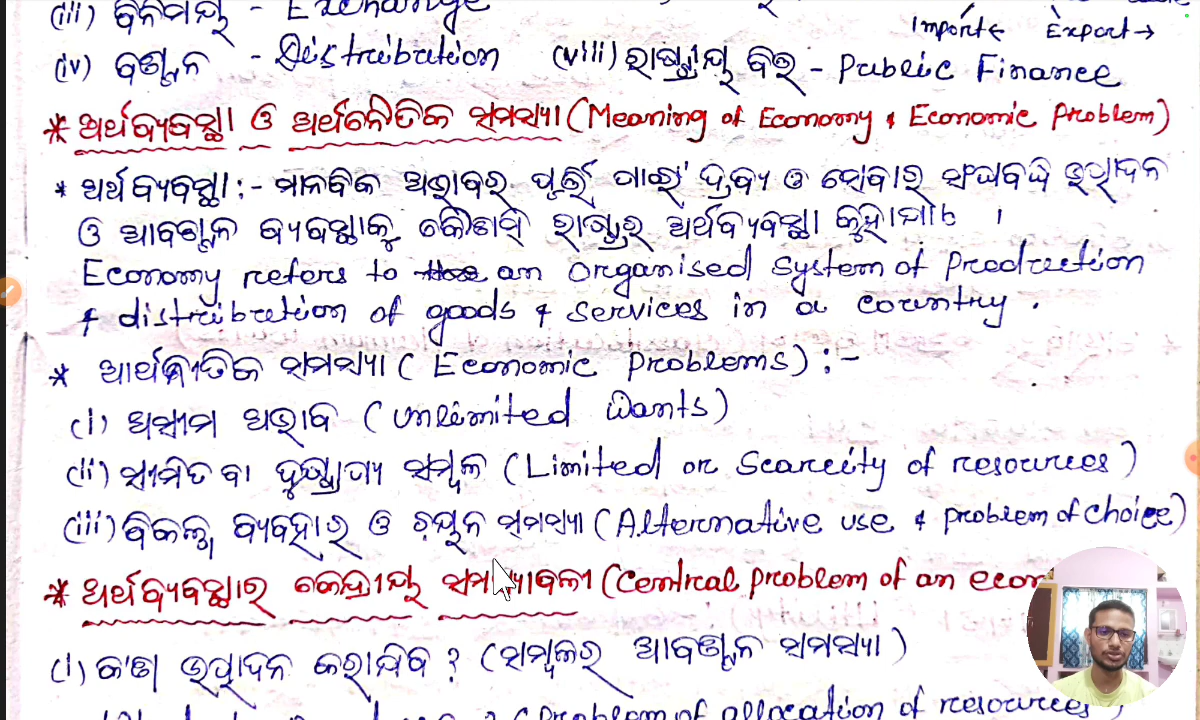 (iii) ବିନିମୟ - Exchange
Import← Export→
(iv) ବଣ୍ଟନ - Distribution (viii) ରାଷ୍ଟ୍ରୀୟ ବିତ୍ତ - Public Finance
* ଅର୍ଥବ୍ୟବସ୍ଥା ଓ ଅର୍ଥନୈତିକ ସମସ୍ୟା (Meaning of Economy & Economic Problem)
* ଅର୍ଥବ୍ୟବସ୍ଥା :- ମାନବିକ ଅଭାବର ପୂର୍ତ୍ତି ପାଇଁ ଦ୍ରବ୍ୟ ଓ ସେବାର ସଂଘବଦ୍ଧ ଉତ୍ପାଦନ
ଓ ଆବଣ୍ଟନ ବ୍ୟବସ୍ଥାକୁ କୌଣସି ରାଷ୍ଟ୍ରର ଅର୍ଥବ୍ୟବସ୍ଥା କୁହାଯାଏ ।
Economy refers to an organised system of production
& distribution of goods & services in a country.
* ଆର୍ଥନୀତିକ ସମସ୍ୟା (Economic Problems) :-
(i) ଅସୀମ ଅଭାବ (Unlimited Wants)
(ii) ସୀମିତ ବା ଦୁଷ୍ପ୍ରାପ୍ୟ ସମ୍ବଳ (Limited or Scarcity of resources)
(iii) ବିକଳ୍ପ ବ୍ୟବହାର ଓ ଚୟନ ସମସ୍ୟା (Alternative use & problem of choice)
* ଅର୍ଥବ୍ୟବସ୍ଥାର କେନ୍ଦ୍ରୀୟ ସମସ୍ୟାବଳୀ (Central problem of an econ
(i) କ'ଣ ଉତ୍ପାଦନ କରାଯିବ ? (ସମ୍ବଳର ଆବଣ୍ଟନ ସମସ୍ୟା)
? (Problem of allocation of resources)